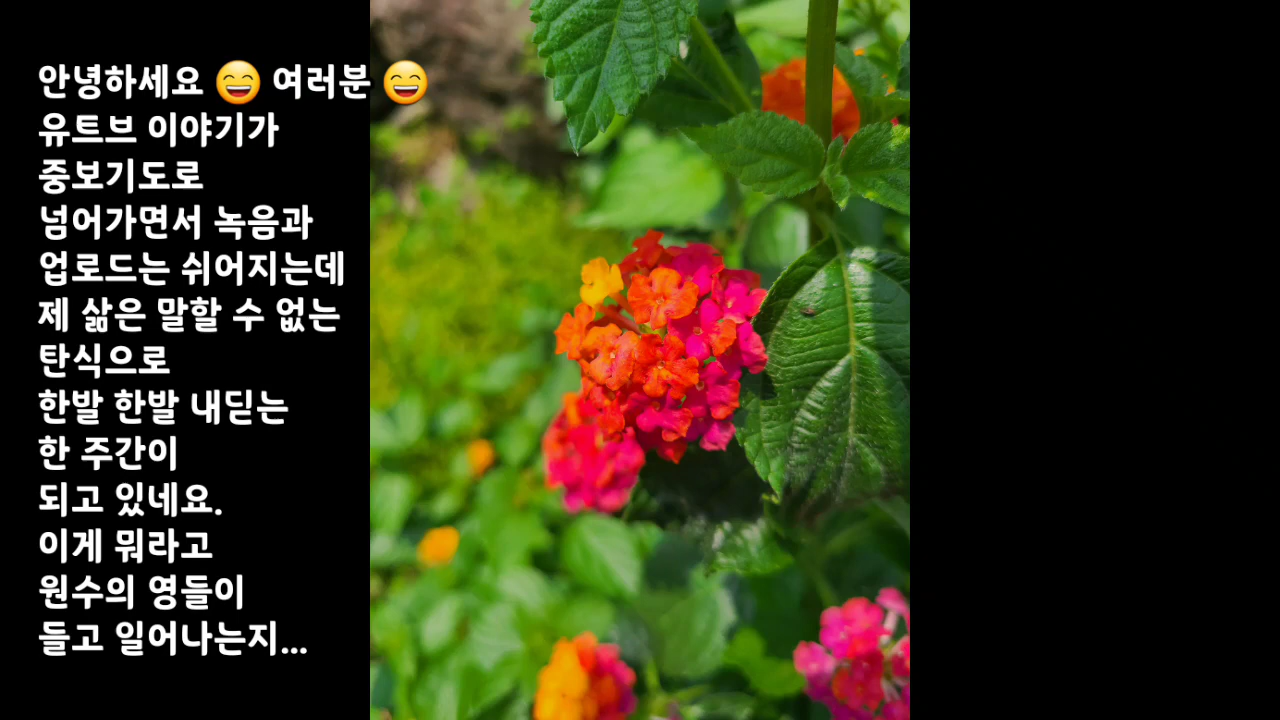 안녕하세요 😄 여러분 😄
유트브 이야기가
중보기도로
넘어가면서 녹음과
업로드는 쉬어지는데
제 삶은 말할 수 없는
탄식으로
한발 한발 내딛는
한 주간이
되고 있네요.
이게 뭐라고
원수의 영들이
들고 일어나는지...